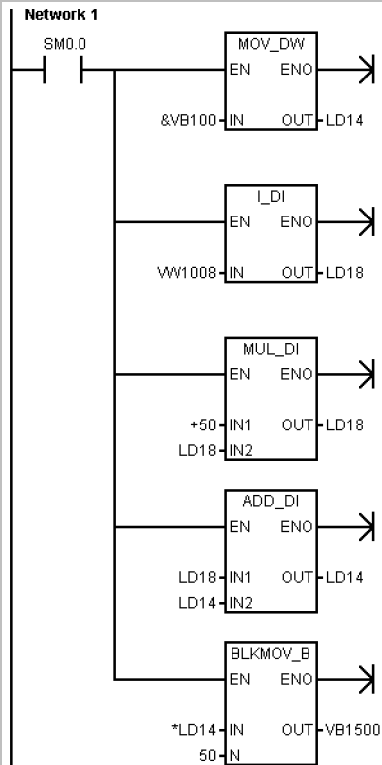 Network 1
SM0.0
MOV_DW
EN ENO
&VB100 IN OUT LD14
I_DI
EN ENO
VW1008 IN OUT LD18
MUL_DI
EN ENO
+50 IN1 OUT LD18
LD18 IN2
ADD_DI
EN ENO
LD18 IN1 OUT LD14
LD14 IN2
BLKMOV_B
EN ENO
*LD14 IN OUT VB1500
50 N